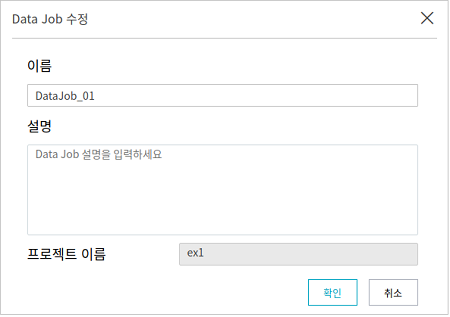 Data Job 수정
이름
DataJob_01
설명
Data Job 설명을 입력하세요
프로젝트 이름
ex1
확인
취소